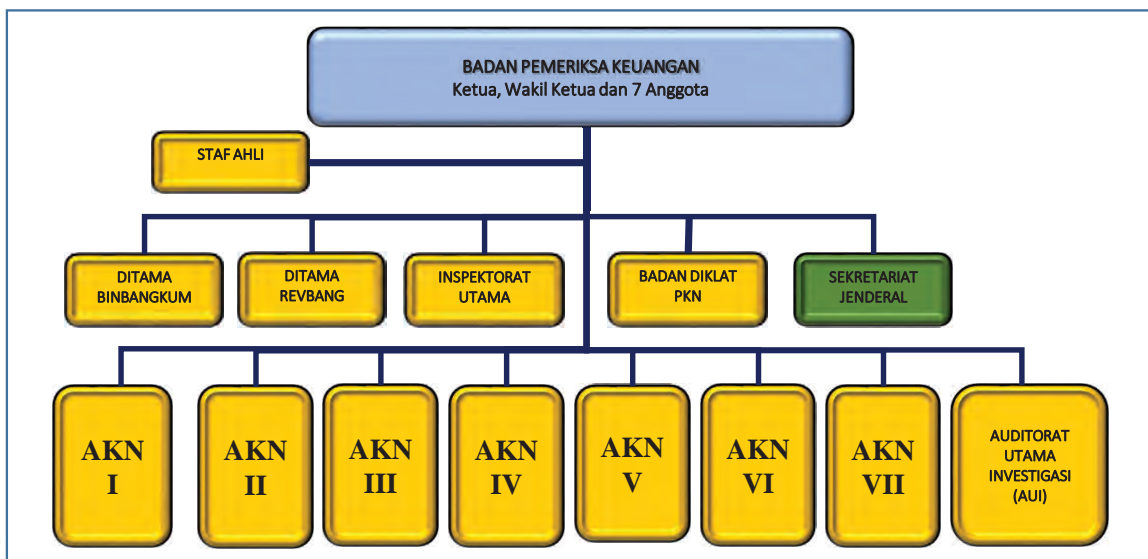 BADAN PEMERIKSA KEUANGAN
Ketua, Wakil Ketua dan 7 Anggota
STAF AHLI
DITAMA
BINBANGKUM
DITAMA
REVBANG
INSPEKTORAT
UTAMA
BADAN DIKLAT
PKN
SEKRETARIAT
JENDERAL
AKN
I
AKN
II
AKN
III
AKN
IV
AKN
V
AKN
VI
AKN
VII
AUDITORAT
UTAMA
INVESTIGASI
(AUI)